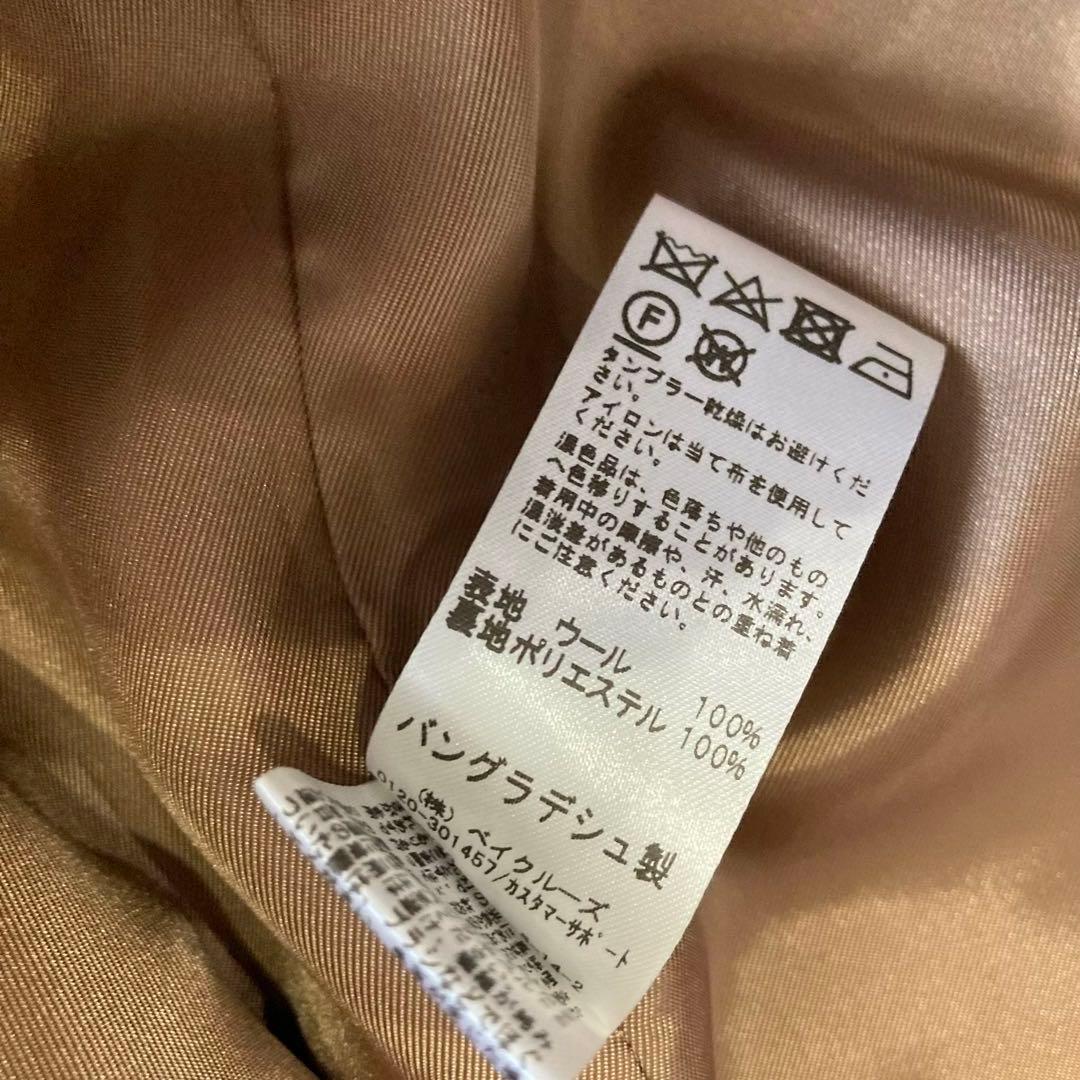 F
W
タンブラー乾燥はお避けくだ
さい。
アイロンは当て布を使用して
ください。
濃色品は、色落ちや他のもの
へ色移りすることがあります。
着用中の摩擦や、汗、水濡れ、
濃淡差があるものとの重ね着
にご注意ください。
表地 ウール 100%
裏地ポリエステル 100%
バングラデシュ製
(株) ベイクルーズ
0120-301457/カスタマーサポート
14-2